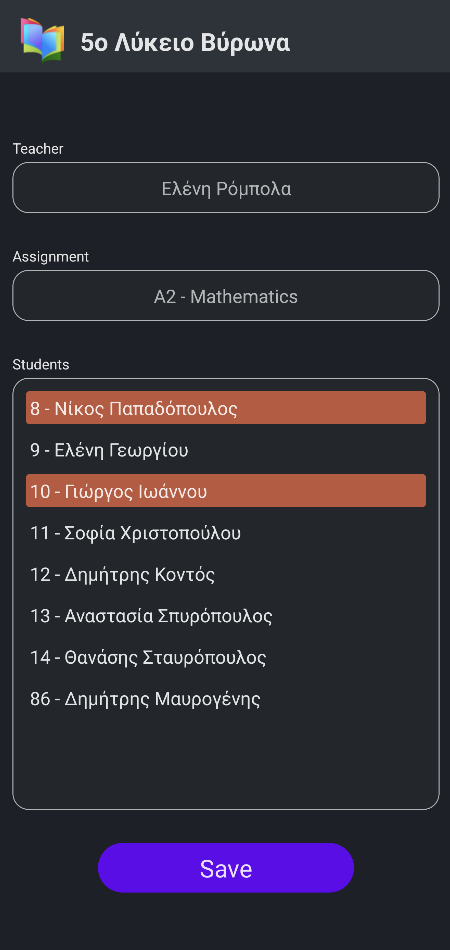 5ο Λύκειο Βύρωνα
Teacher
Ελένη Ρόμπολα
Assignment
A2 - Mathematics
Students
8 - Νίκος Παπαδόπουλος
9 - Ελένη Γεωργίου
10 - Γιώργος Ιωάννου
11 - Σοφία Χριστοπούλου
12 - Δημήτρης Κοντός
13 - Αναστασία Σπυρόπουλος
14 - Θανάσης Σταυρόπουλος
86 - Δημήτρης Μαυρογένης
Save